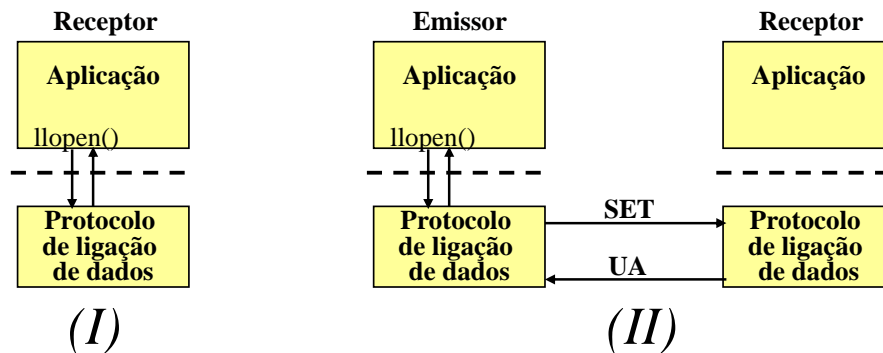 Receptor
Aplicação
llopen()
Protocolo
de ligação
de dados
(I)
Emissor
Receptor
Aplicação
Aplicação
llopen()
SET
UA
Protocolo
de ligação
de dados
Protocolo
de ligação
de dados
(II)